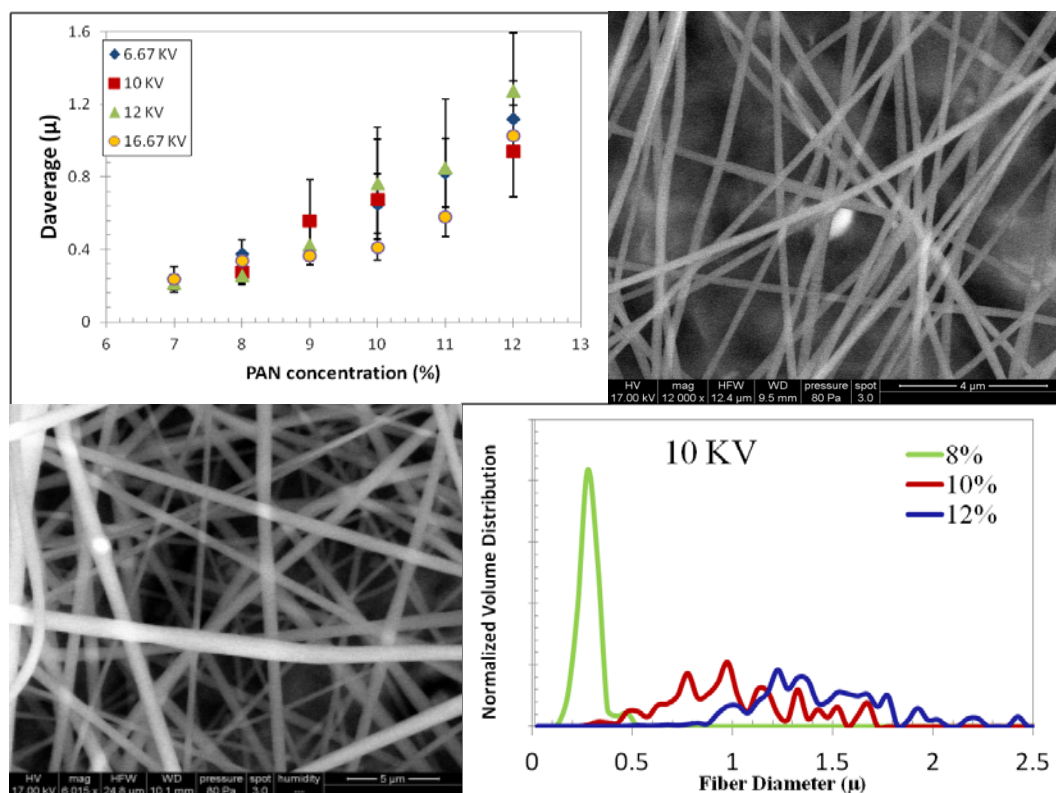 1.6
1.2
0.8
0.4
0
6 7 8 9 10 11 12 13
Daverage (μ)
PAN concentration (%)
6.67 KV
10 KV
12 KV
16.67 KV
HV mag HFW WD pressure spot
17.00 kV 12 000 x 12.4 μm 9.5 mm 80 Pa 3.0
4 μm
HV mag HFW WD pressure spot humidity
17.00 kV 6 015 x 24.8 μm 10.1 mm 80 Pa 3.0 ---
5 μm
10 KV
8%
10%
12%
Normalized Volume Distribution
0 0.5 1 1.5 2 2.5
Fiber Diameter (μ)